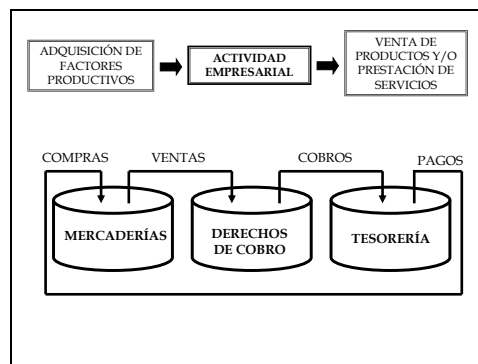 ADQUISICIÓN DE
FACTORES
PRODUCTIVOS
ACTIVIDAD
EMPRESARIAL
VENTA DE
PRODUCTOS Y/O
PRESTACIÓN DE
SERVICIOS
COMPRAS
VENTAS
COBROS
PAGOS
MERCADERÍAS
DERECHOS
DE COBRO
TESORERÍA